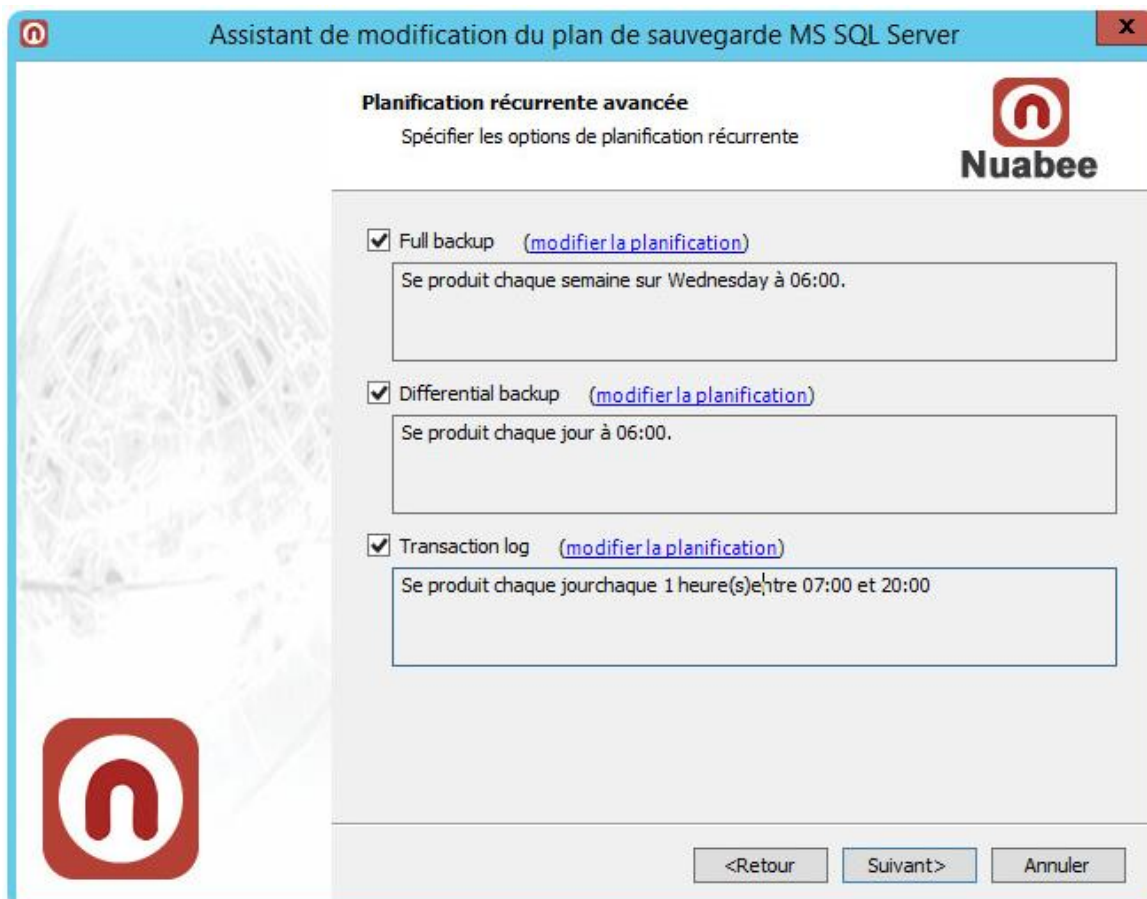 Assistant de modification du plan de sauvegarde MS SQL Server
x
Planification récurrente avancée
Spécifier les options de planification récurrente
Nuabee
Full backup (modifier la planification)
Se produit chaque semaine sur Wednesday à 06:00.
Differential backup (modifier la planification)
Se produit chaque jour à 06:00.
Transaction log (modifier la planification)
Se produit chaque jourchaque 1 heure(s)entre 07:00 et 20:00
<Retour Suivant> Annuler